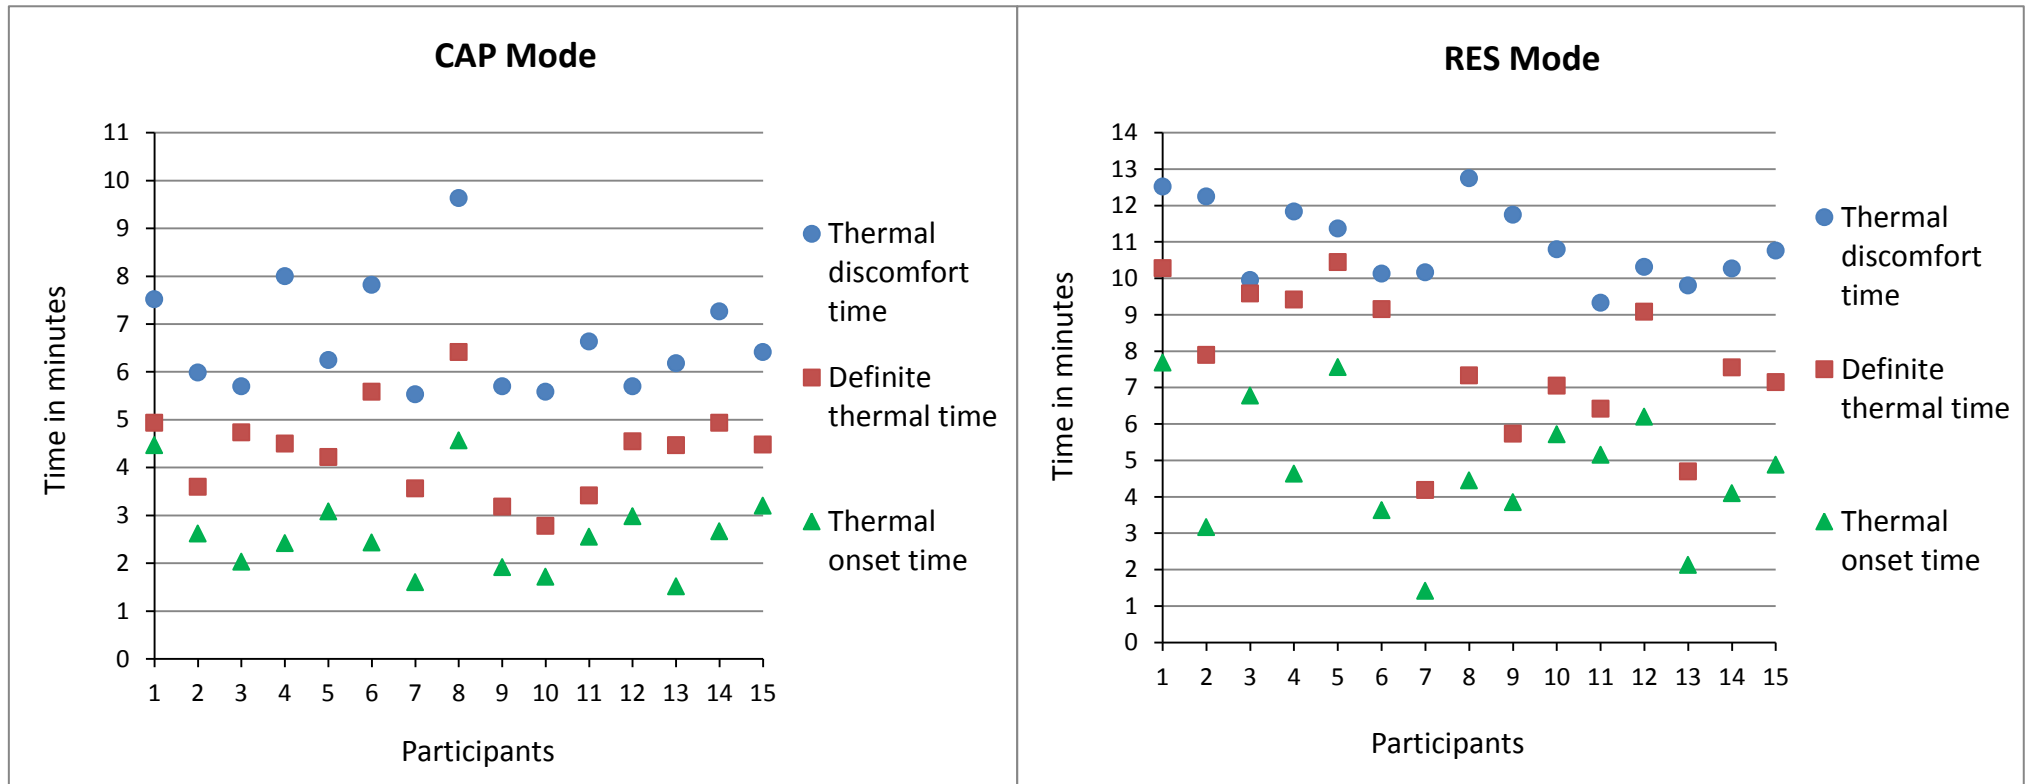 CAP Mode
11
10
9
8
7
6
5
4
3
2
1
0
Time in minutes
1 2 3 4 5 6 7 8 9 10 11 12 13 14 15
Participants
Thermal
discomfort
time
Definite
thermal time
Thermal
onset time
RES Mode
14
13
12
11
10
9
8
7
6
5
4
3
2
1
0
Time in minutes
1 2 3 4 5 6 7 8 9 10 11 12 13 14 15
Participants
Thermal
discomfort
time
Definite
thermal time
Thermal
onset time